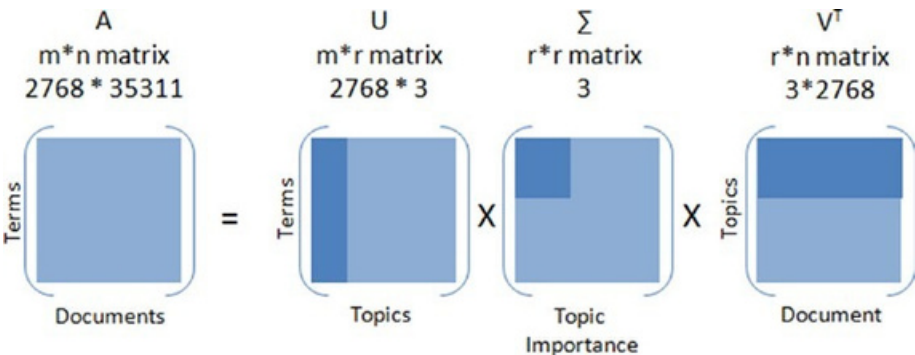 A
m*n matrix
2768 * 35311
U
m*r matrix
2768 * 3
Σ
r*r matrix
3
Vᵀ
r*n matrix
3*2768
Terms
Documents
=
Terms
Topics
X
Topic
Importance
X
Topics
Document